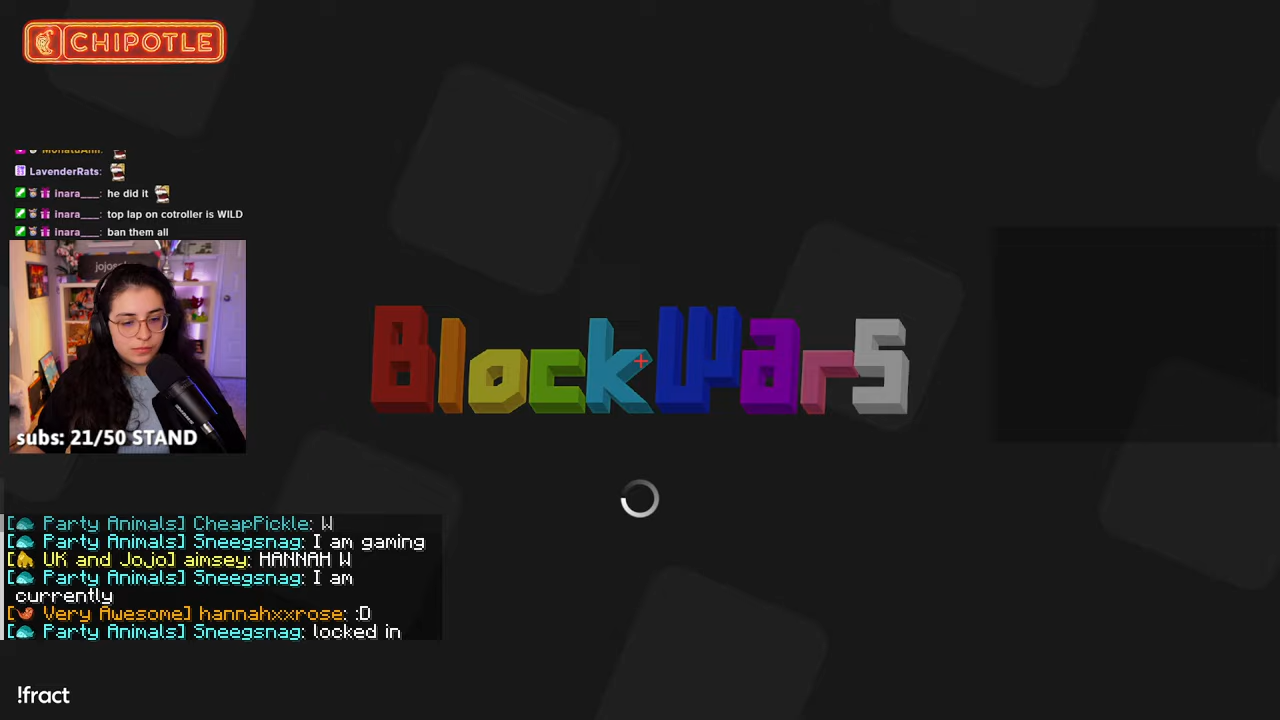 CHIPOTLE
LavenderRats:
inara___: he did it
inara___: top lap on cotroller is WILD
inara___: ban them all
jojos
BlockWars
subs: 21/50 STAND
[Party Animals] CheapPickle: W
[Party Animals] Sneegsnag: I am gaming
[UK and Jojo] aimsey: HANNAH W
[Party Animals] Sneegsnag: I am
currently
[Very Awesome] hannahxxrose: :D
[Party Animals] Sneegsnag: locked in
!fract